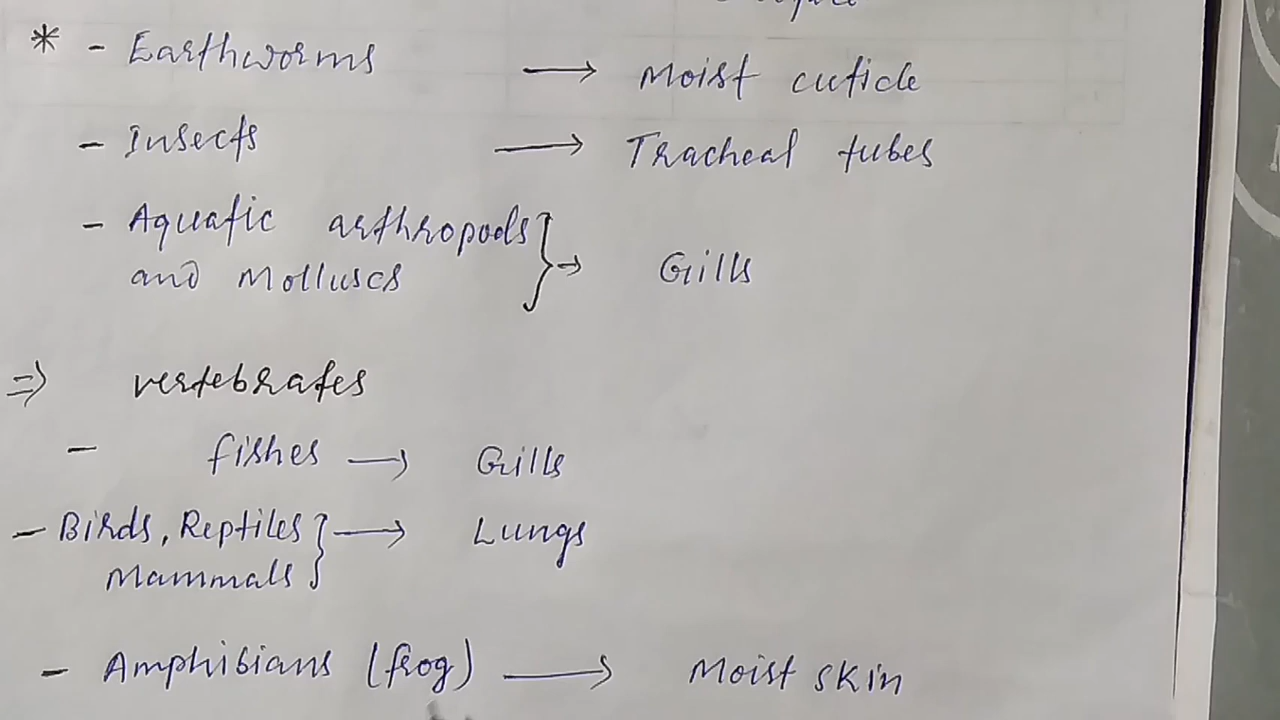 * - Earthworms → Moist cuticle
- Insects → Tracheal tubes
- Aquatic arthropods
and Molluscs } → Gills
⇒ vertebrates
- fishes → Gills
- Birds, Reptiles
Mammals } → Lungs
- Amphibians (frog) → Moist skin